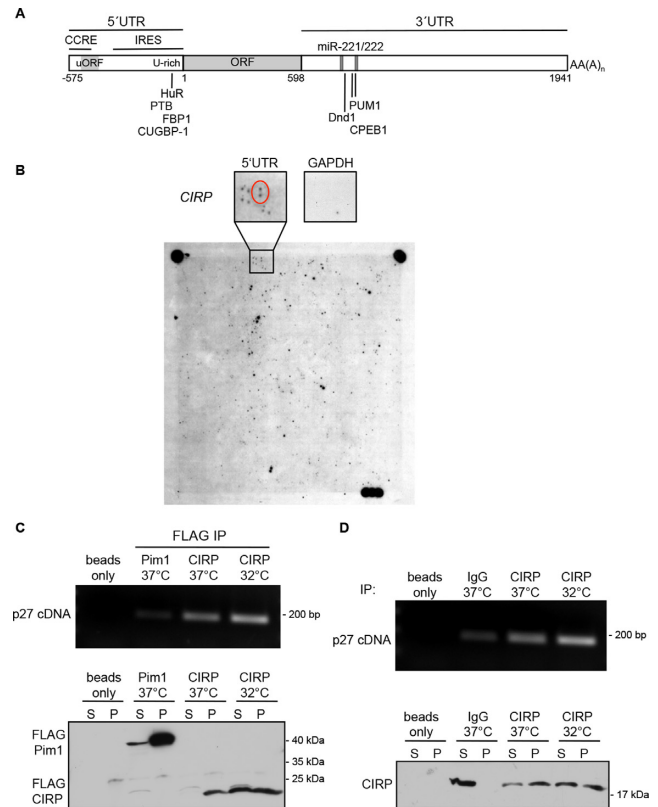 A
5´UTR 3´UTR
CCRE IRES miR-221/222
uORF U-rich ORF AA(A)n
-575 1 598 1941
HuR
PTB
FBP1
CUGBP-1
PUM1
Dnd1
CPEB1
B
5'UTR GAPDH
CIRP
C
FLAG IP
beads only Pim1 37°C CIRP 37°C CIRP 32°C
p27 cDNA - 200 bp
beads only Pim1 37°C CIRP 37°C CIRP 32°C
S P S P S P S P
FLAG Pim1
- 40 kDa
- 35 kDa
- 25 kDa
FLAG CIRP
D
IP: beads only IgG 37°C CIRP 37°C CIRP 32°C
p27 cDNA - 200 bp
beads only IgG 37°C CIRP 37°C CIRP 32°C
S P S P S P S P
CIRP - 17 kDa